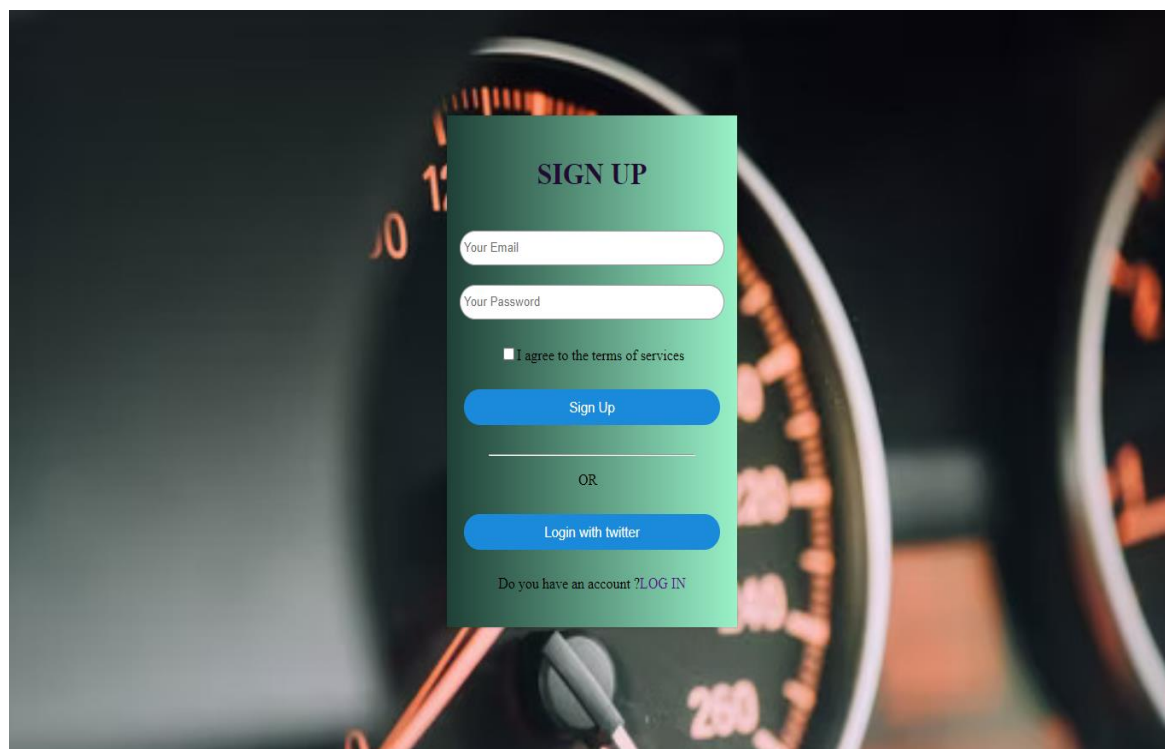 SIGN UP
Your Email
Your Password
I agree to the terms of services
Sign Up
OR
Login with twitter
Do you have an account ?LOG IN
260